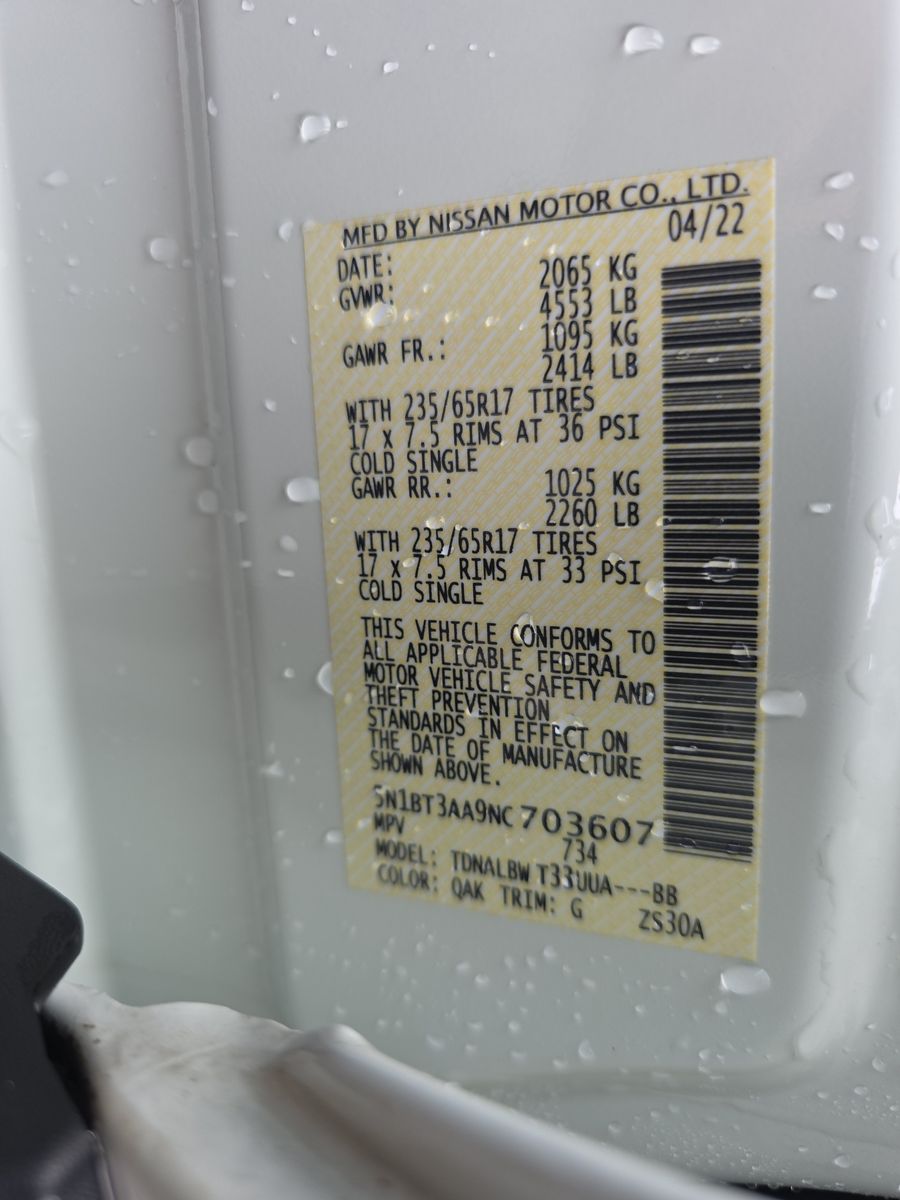 MFD BY NISSAN MOTOR CO., LTD.
DATE: 04/22
GVWR: 2065 KG
4553 LB
GAWR FR.: 1095 KG
2414 LB
WITH 235/65R17 TIRES
17 x 7.5 RIMS AT 36 PSI
COLD SINGLE
GAWR RR.: 1025 KG
2260 LB
WITH 235/65R17 TIRES
17 x 7.5 RIMS AT 33 PSI
COLD SINGLE
THIS VEHICLE CONFORMS TO
ALL APPLICABLE FEDERAL
MOTOR VEHICLE SAFETY AND
THEFT PREVENTION
STANDARDS IN EFFECT ON
THE DATE OF MANUFACTURE
SHOWN ABOVE.
5N1BT3AA9NC703607
MPV 734
MODEL: TDNALBWT33UUA---BB
COLOR: QAK TRIM: G ZS30A